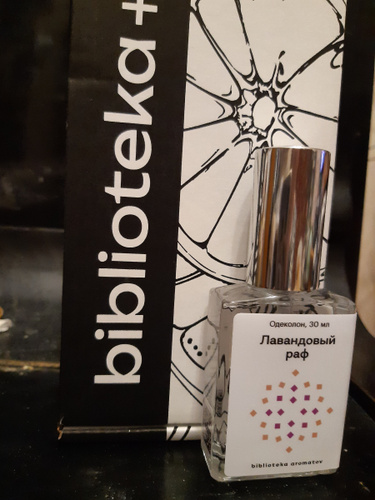 biblioteka +
Одеколон, 30 мл
Лавандовый
раф
biblioteka aromatov